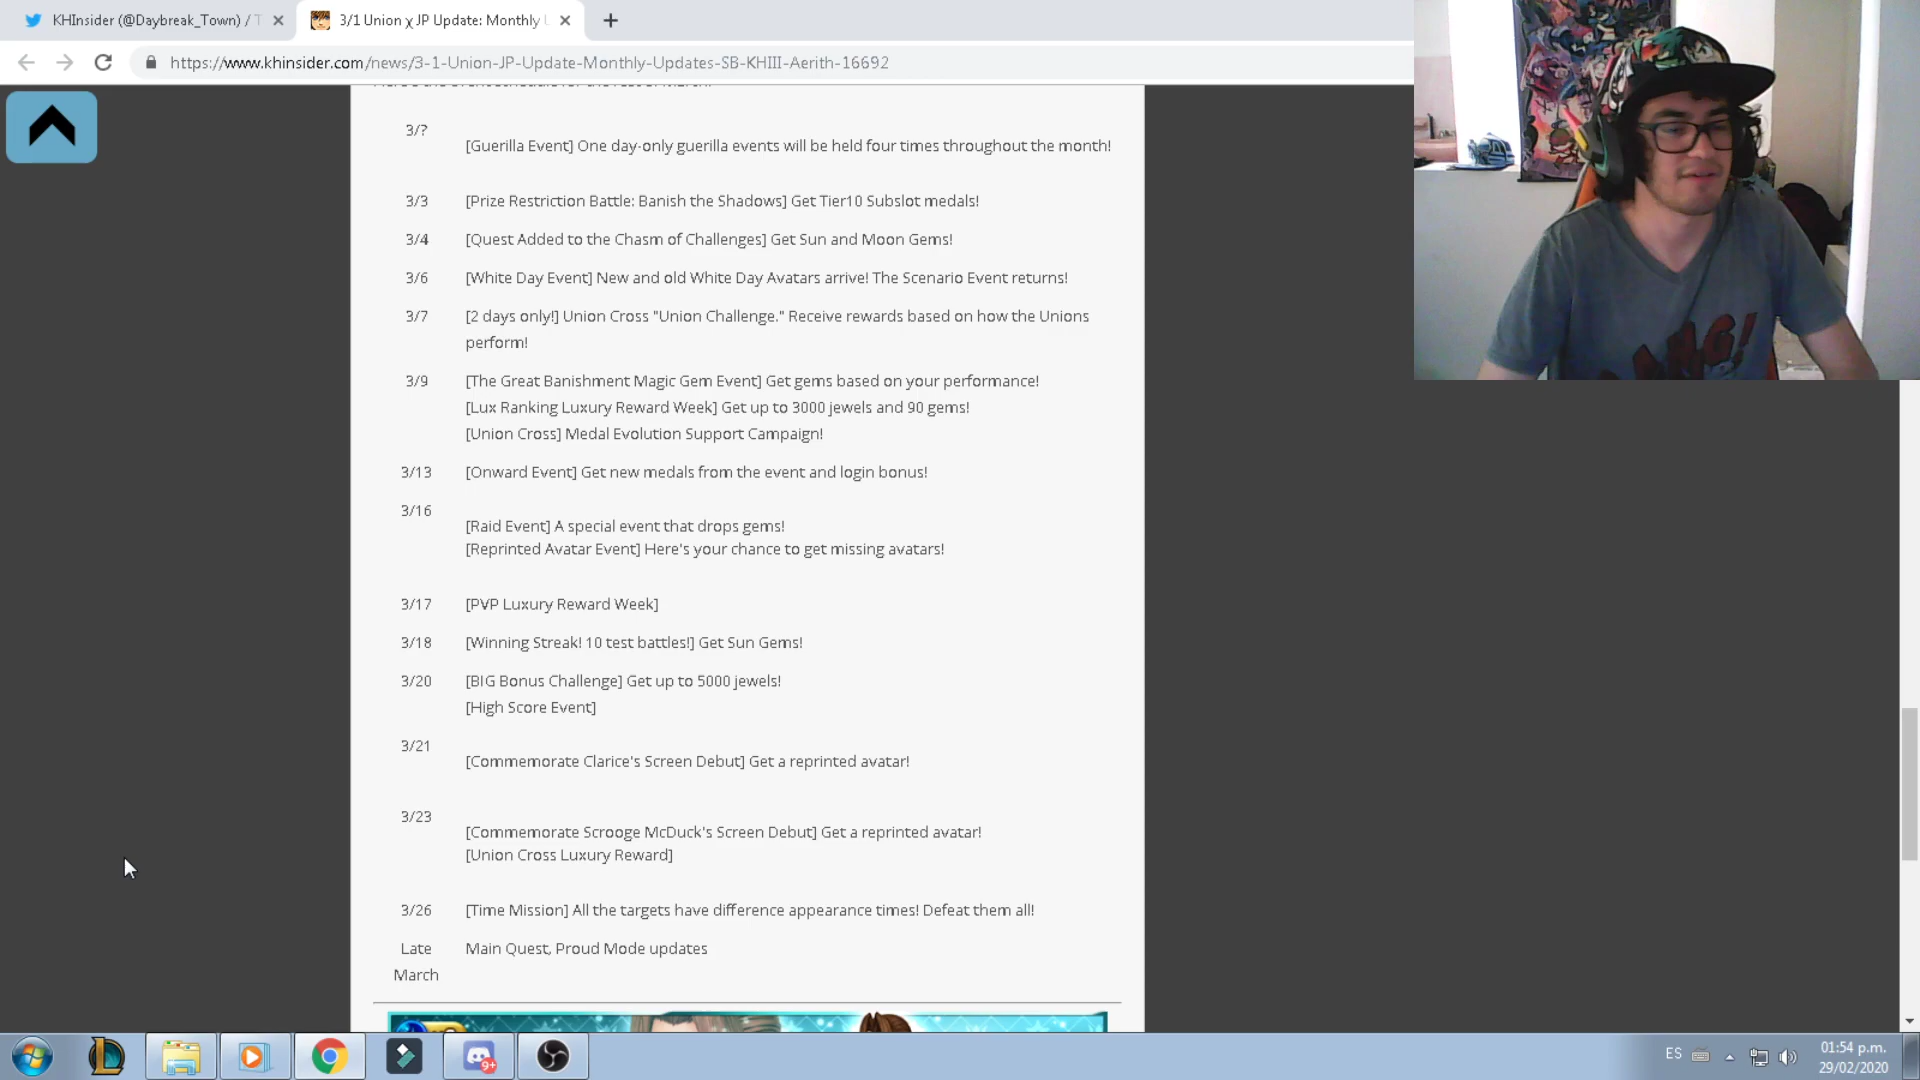 KHInsider (@Daybreak_Town) / T
3/1 Union χ JP Update: Monthly U
https://www.khinsider.com/news/3-1-Union-JP-Update-Monthly-Updates-SB-KHIII-Aerith-16692
3/?
[Guerilla Event] One day-only guerilla events will be held four times throughout the month!
3/3 [Prize Restriction Battle: Banish the Shadows] Get Tier10 Subslot medals!
3/4 [Quest Added to the Chasm of Challenges] Get Sun and Moon Gems!
3/6 [White Day Event] New and old White Day Avatars arrive! The Scenario Event returns!
3/7 [2 days only!] Union Cross "Union Challenge." Receive rewards based on how the Unions
perform!
3/9 [The Great Banishment Magic Gem Event] Get gems based on your performance!
[Lux Ranking Luxury Reward Week] Get up to 3000 jewels and 90 gems!
[Union Cross] Medal Evolution Support Campaign!
3/13 [Onward Event] Get new medals from the event and login bonus!
3/16
[Raid Event] A special event that drops gems!
[Reprinted Avatar Event] Here's your chance to get missing avatars!
3/17 [PVP Luxury Reward Week]
3/18 [Winning Streak! 10 test battles!] Get Sun Gems!
3/20 [BIG Bonus Challenge] Get up to 5000 jewels!
[High Score Event]
3/21
[Commemorate Clarice's Screen Debut] Get a reprinted avatar!
3/23
[Commemorate Scrooge McDuck's Screen Debut] Get a reprinted avatar!
[Union Cross Luxury Reward]
3/26 [Time Mission] All the targets have difference appearance times! Defeat them all!
Late Main Quest, Proud Mode updates
March
9+
ES
01:54 p.m.
29/02/2020